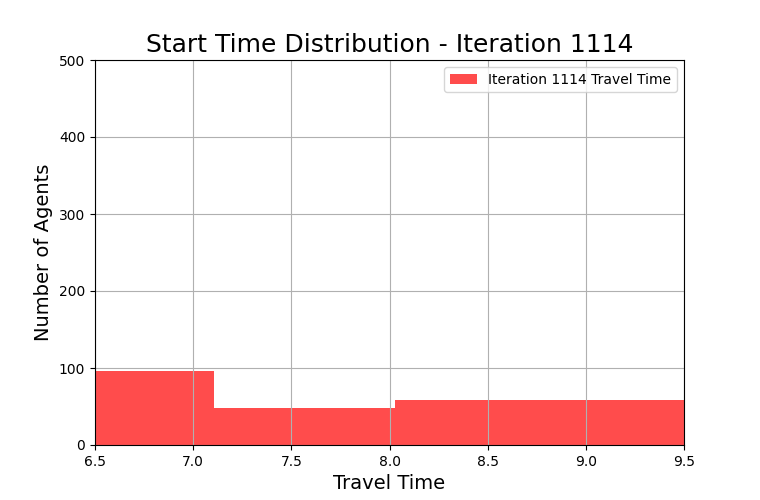 Start Time Distribution - Iteration 1114
Iteration 1114 Travel Time
Number of Agents
500
400
300
200
100
0
6.5 7.0 7.5 8.0 8.5 9.0 9.5
Travel Time